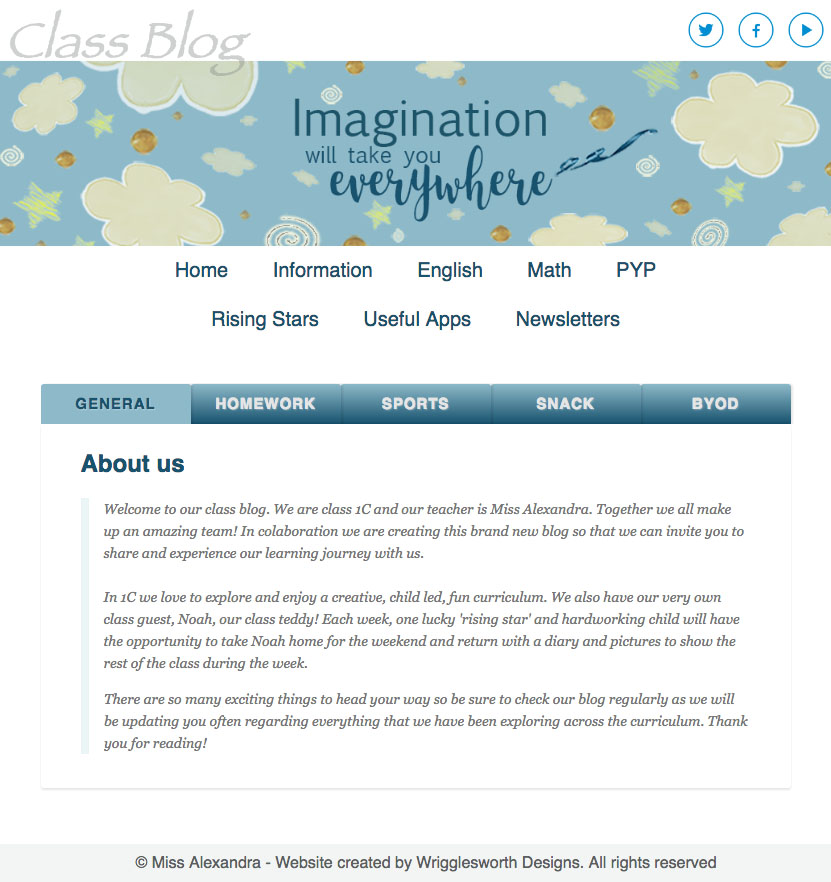 Class Blog
Imagination
will take you
everywhere
Home Information English Math PYP
Rising Stars Useful Apps Newsletters
GENERAL HOMEWORK SPORTS SNACK BYOD
About us
Welcome to our class blog. We are class 1C and our teacher is Miss Alexandra. Together we all make
up an amazing team! In colaboration we are creating this brand new blog so that we can invite you to
share and experience our learning journey with us.
In 1C we love to explore and enjoy a creative, child led, fun curriculum. We also have our very own
class guest, Noah, our class teddy! Each week, one lucky 'rising star' and hardworking child will have
the opportunity to take Noah home for the weekend and return with a diary and pictures to show the
rest of the class during the week.
There are so many exciting things to head your way so be sure to check our blog regularly as we will
be updating you often regarding everything that we have been exploring across the curriculum. Thank
you for reading!
© Miss Alexandra - Website created by Wrigglesworth Designs. All rights reserved